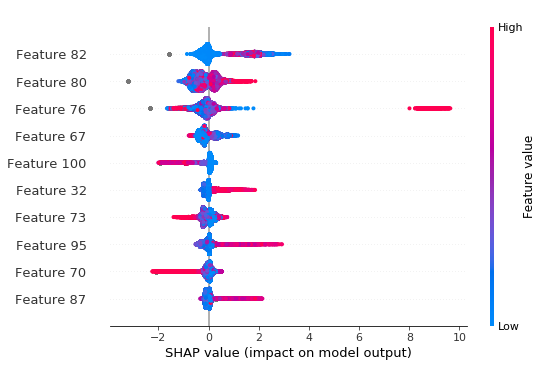 High
Feature 82
Feature 80
Feature 76
Feature 67
Feature 100
Feature 32
Feature 73
Feature 95
Feature 70
Feature 87
Feature value
Low
−2 0 2 4 6 8 10
SHAP value (impact on model output)